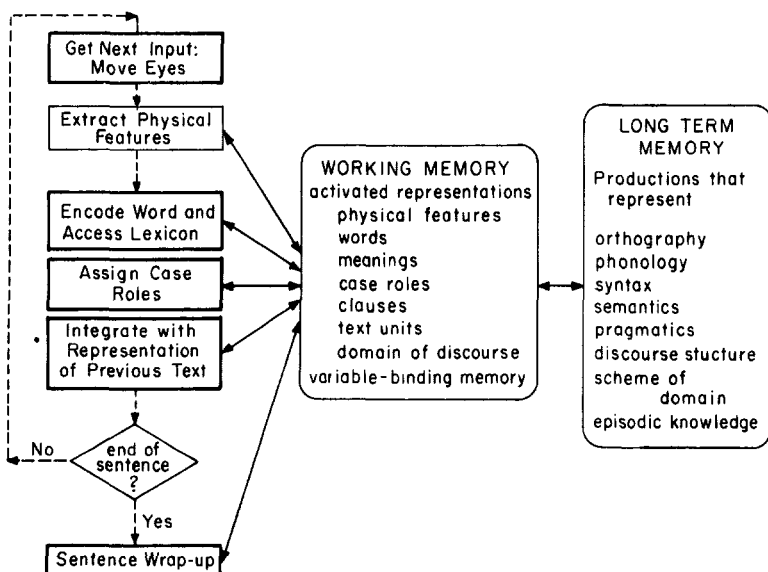 Get Next Input:
Move Eyes
Extract Physical
Features
Encode Word and
Access Lexicon
Assign Case
Roles
Integrate with
Representation
of Previous Text
No
end of
sentence
?
Yes
Sentence Wrap-up
WORKING MEMORY
activated representations
physical features
words
meanings
case roles
clauses
text units
domain of discourse
variable-binding memory
LONG TERM
MEMORY
Productions that
represent
orthography
phonology
syntax
semantics
pragmatics
discourse stucture
scheme of
domain
episodic knowledge